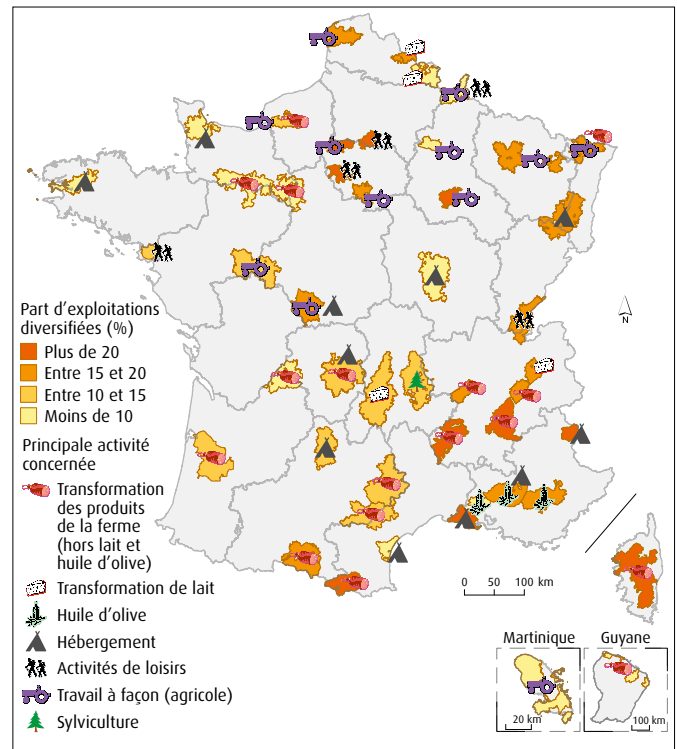 Part d'exploitations
diversifiées (%)
Plus de 20
Entre 15 et 20
Entre 10 et 15
Moins de 10
Principale activité
concernée
Transformation
des produits
de la ferme
(hors lait et
huile d'olive)
Transformation de lait
Huile d'olive
Hébergement
Activités de loisirs
Travail à façon (agricole)
Sylviculture
N
0 50 100 km
Martinique
20 km
Guyane
100 km